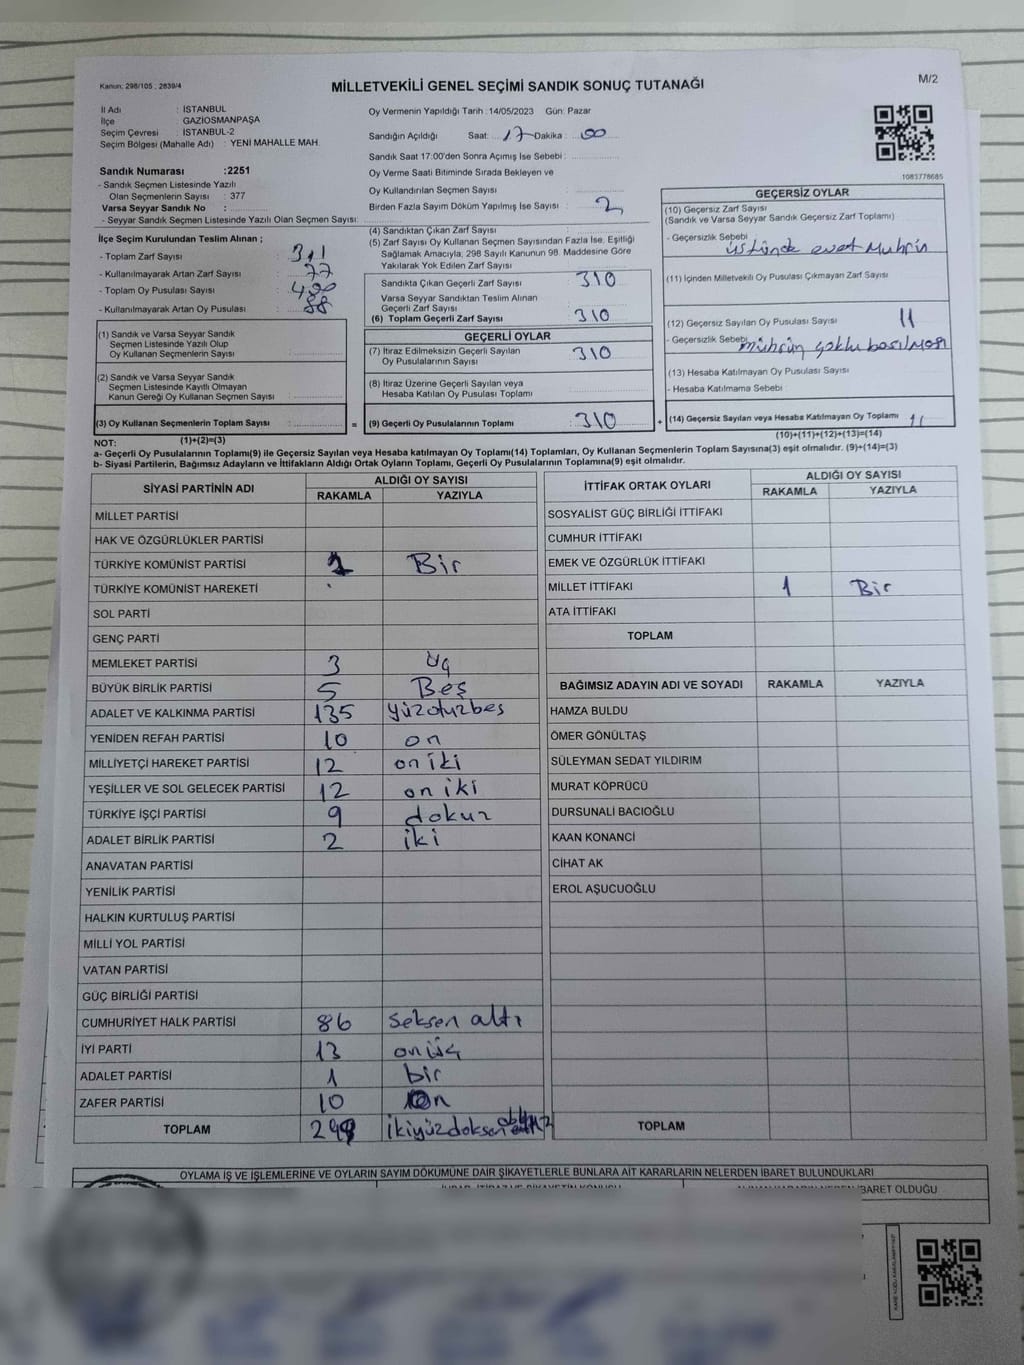 Kanun: 298/105 ; 2839/4
MİLLETVEKİLİ GENEL SEÇİMİ SANDIK SONUÇ TUTANAĞI
M/2
İl Adı : İSTANBUL
İlçe GAZİOSMANPAŞA
Seçim Çevresi : İSTANBUL-2
Seçim Bölgesi (Mahalle Adı) : YENİ MAHALLE MAH.
Oy Vermenin Yapıldığı Tarih :14/05/2023 Gün: Pazar
Sandığın Açıldığı Saat: 17 Dakika : 00
Sandık Saat 17:00'den Sonra Açımış İse Sebebi :
Oy Verme Saati Bitiminde Sırada Bekleyen ve
Oy Kullandırılan Seçmen Sayısı
Birden Fazla Sayım Döküm Yapılmış İse Sayısı : 2
1083778685
Sandık Numarası :2251
- Sandık Seçmen Listesinde Yazılı
Olan Seçmenlerin Sayısı : 377
Varsa Seyyar Sandık No :
- Seyyar Sandık Seçmen Listesinde Yazılı Olan Seçmen Sayısı:
İlçe Seçim Kurulundan Teslim Alınan ;
- Toplam Zarf Sayısı :
- Kullanılmayarak Artan Zarf Sayısı : 77
- Toplam Oy Pusulası Sayısı :
- Kullanılmayarak Artan Oy Pusulası : 88
(1) Sandık ve Varsa Seyyar Sandık
Seçmen Listesinde Yazılı Olup
Oy Kullanan Seçmenlerin Sayısı :
(2) Sandık ve Varsa Seyyar Sandık
Seçmen Listesinde Kayıtlı Olmayan
Kanun Gereği Oy Kullanan Seçmen Sayısı :
(3) Oy Kullanan Seçmenlerin Toplam Sayısı :
(1)+(2)=(3)
(4) Sandıktan Çıkan Zarf Sayısı :
(5) Zarf Sayısı Oy Kullanan Seçmen Sayısından Fazla İse, Eşitliği
Sağlamak Amacıyla, 298 Sayılı Kanunun 98. Maddesine Göre
Yakılarak Yok Edilen Zarf Sayısı :
Sandıkta Çıkan Geçerli Zarf Sayısı : 310
Varsa Seyyar Sandıktan Teslim Alınan
Geçerli Zarf Sayısı :
(6) Toplam Geçerli Zarf Sayısı : 310
GEÇERLİ OYLAR
(7) İtiraz Edilmeksizin Geçerli Sayılan
Oy Pusulalarının Sayısı : 310
(8) İtiraz Üzerine Geçerli Sayılan veya
Hesaba Katılan Oy Pusulası Toplamı :
= (9) Geçerli Oy Pusulalarının Toplamı : 310
GEÇERSİZ OYLAR
(10) Geçersiz Zarf Sayısı
(Sandık ve Varsa Seyyar Sandık Geçersiz Zarf Toplamı)
- Geçersizlik Sebebi : üstünde evet Mührün
(11) İçinden Milletvekili Oy Pusulası Çıkmayan Zarf Sayısı
(12) Geçersiz Sayılan Oy Pusulası Sayısı : 11
- Geçersizlik Sebebi mührün çoklu basılması
(13) Hesaba Katılmayan Oy Pusulası Sayısı
- Hesaba Katılmama Sebebi
+ (14) Geçersiz Sayılan veya Hesaba Katılmayan Oy Toplamı : 11
(10)+(11)+(12)+(13)=(14)
NOT:
a- Geçerli Oy Pusulalarının Toplamı(9) ile Geçersiz Sayılan veya Hesaba katılmayan Oy Toplamı(14) Toplamları, Oy Kullanan Seçmenlerin Toplam Sayısına(3) eşit olmalıdır. (9)+(14)=(3)
b- Siyasi Partilerin, Bağımsız Adayların ve İttifakların Aldığı Ortak Oyların Toplamı, Geçerli Oy Pusulalarının Toplamına(9) eşit olmalıdır.
SİYASİ PARTİNİN ADI
ALDIĞI OY SAYISI
RAKAMLA YAZIYLA
MİLLET PARTİSİ
HAK VE ÖZGÜRLÜKLER PARTİSİ
TÜRKİYE KOMÜNİST PARTİSİ 1 Bir
TÜRKİYE KOMÜNİST HAREKETİ
SOL PARTİ
GENÇ PARTİ
MEMLEKET PARTİSİ 3 üç
BÜYÜK BİRLİK PARTİSİ 5 Beş
ADALET VE KALKINMA PARTİSİ 135 yüzotuzbes
YENİDEN REFAH PARTİSİ 10 on
MİLLİYETÇİ HAREKET PARTİSİ 12 on iki
YEŞİLLER VE SOL GELECEK PARTİSİ 12 on iki
TÜRKİYE İŞÇİ PARTİSİ 9 dokuz
ADALET BİRLİK PARTİSİ 2 iki
ANAVATAN PARTİSİ
YENİLİK PARTİSİ
HALKIN KURTULUŞ PARTİSİ
MİLLİ YOL PARTİSİ
VATAN PARTİSİ
GÜÇ BİRLİĞİ PARTİSİ
CUMHURİYET HALK PARTİSİ 86 Seksen altı
İYİ PARTİ 13 onüç
ADALET PARTİSİ 1 bir
ZAFER PARTİSİ 10 On
TOPLAM
İTTİFAK ORTAK OYLARI
ALDIĞI OY SAYISI
RAKAMLA YAZIYLA
SOSYALİST GÜÇ BİRLİĞİ İTTİFAKI
CUMHUR İTTİFAKI
EMEK VE ÖZGÜRLÜK İTTİFAKI
MİLLET İTTİFAKI 1 Bir
ATA İTTİFAKI
TOPLAM
BAĞIMSIZ ADAYIN ADI VE SOYADI RAKAMLA YAZIYLA
HAMZA BULDU
ÖMER GÖNÜLTAŞ
SÜLEYMAN SEDAT YILDIRIM
MURAT KÖPRÜCÜ
DURSUNALİ BACIOĞLU
KAAN KONANCİ
CİHAT AK
EROL AŞUCUOĞLU
TOPLAM
OYLAMA İŞ VE İŞLEMLERİNE VE OYLARIN SAYIM DÖKÜMÜNE DAİR ŞİKAYETLERLE BUNLARA AİT KARARLARIN NELERDEN İBARET BULUNDUKLARI
İBARET OLDUĞU